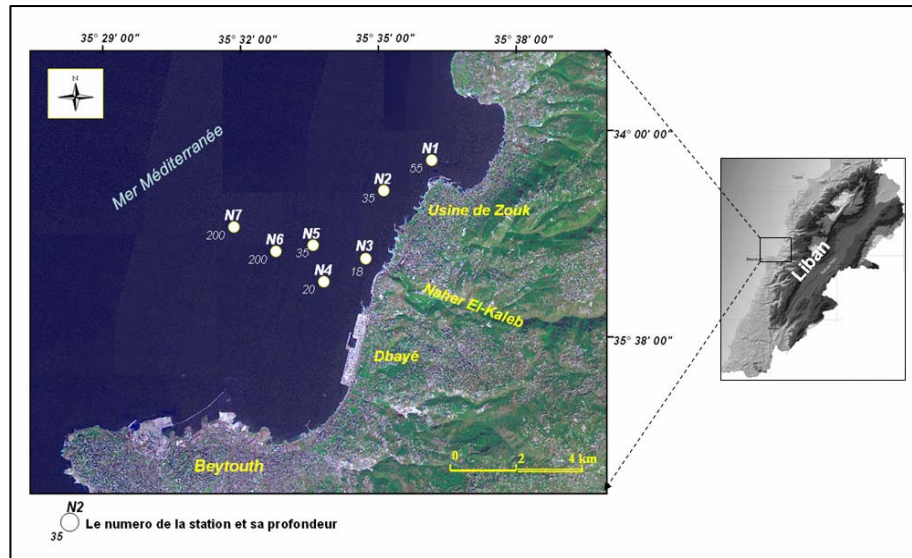 35° 29' 00" 35° 32' 00" 35° 35' 00" 35° 38' 00"
N
Mer Méditerranée
34° 00' 00"
N1
55
N2
35
Usine de Zouk
N7
200
N6
200
N5
35
N3
18
N4
20
Naher El-Kaleb
35° 38' 00"
Dbayé
Beytouth
0 2 4 km
Liban
N2
35
Le numero de la station et sa profondeur